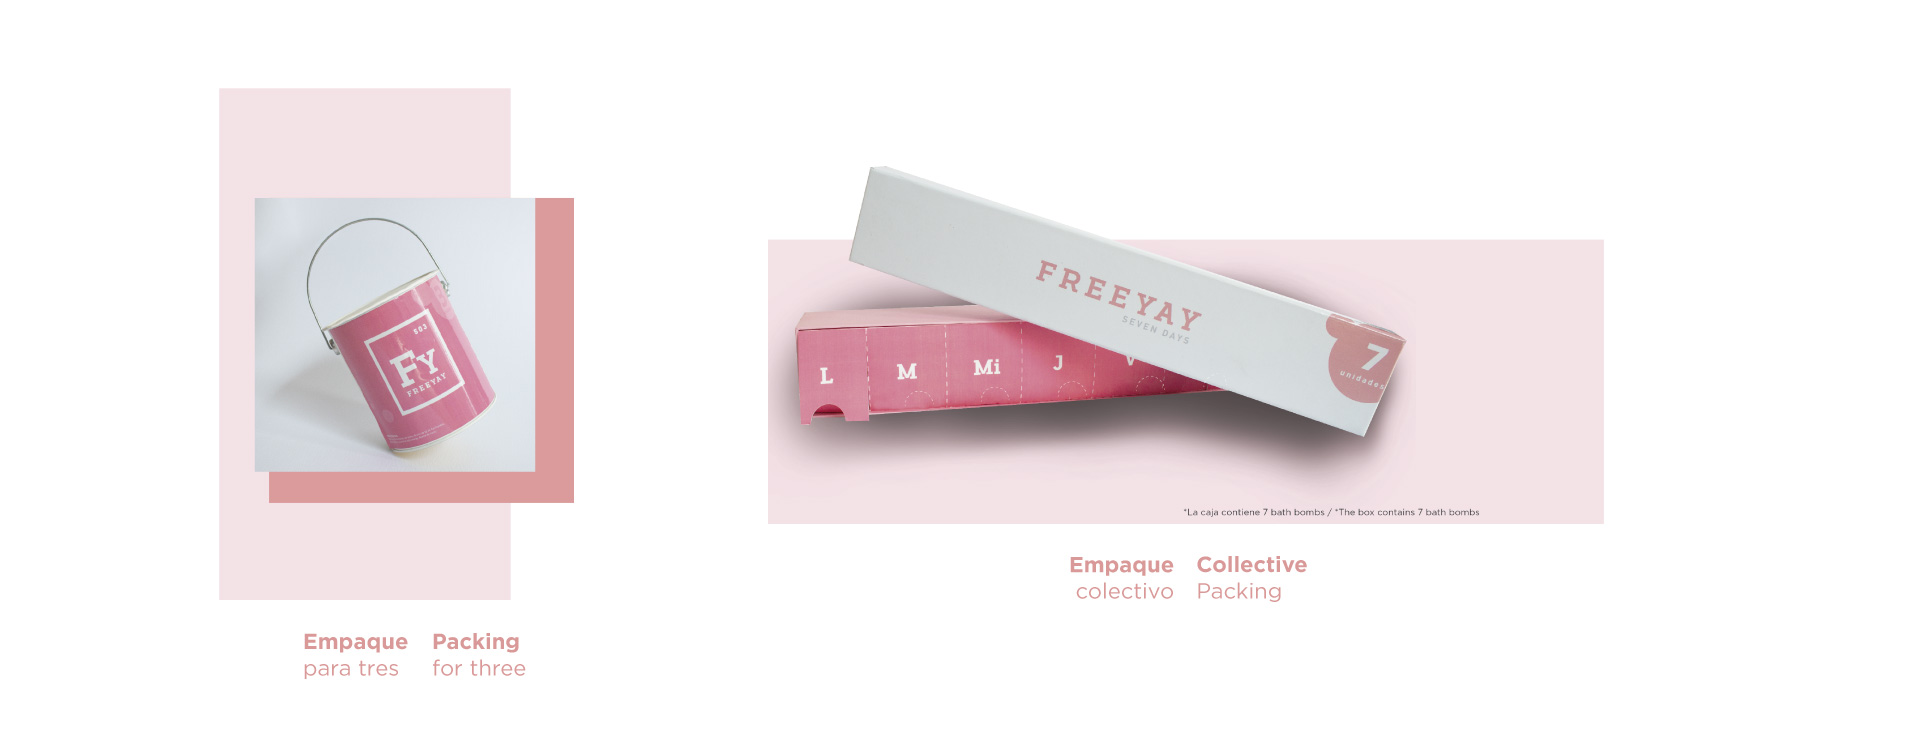 503
FY
FREEYAY
Empaque
para tres
Packing
for three
FREEYAY
SEVEN DAYS
7
unidades
L M Mi J
*La caja contiene 7 bath bombs / *The box contains 7 bath bombs
Empaque
colectivo
Collective
Packing